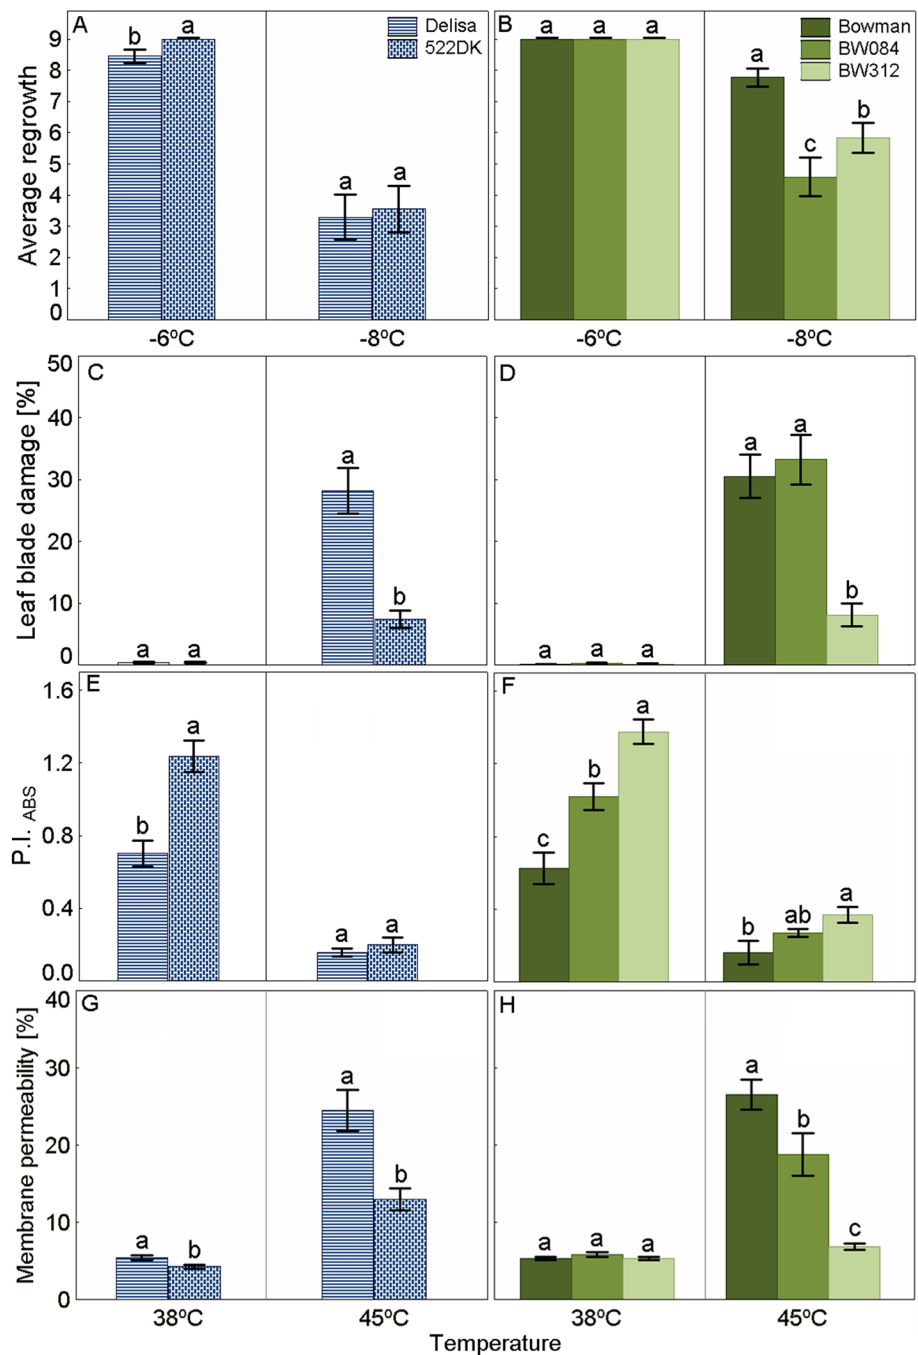 A
Delisa
522DK
b
a
a
a
Average regrowth
9
8
7
6
5
4
3
2
1
0
-6ºC
-8ºC
B
Bowman
BW084
BW312
a
a
a
a
c
b
-6ºC
-8ºC
C
a
a
a
b
Leaf blade damage [%]
50
40
30
20
10
0
D
a
a
a
a
a
b
E
b
a
a
a
P.I. ABS
1.6
1.2
0.8
0.4
0.0
F
c
b
a
b
ab
a
G
a
b
a
b
Membrane permeability [%]
40
30
20
10
0
38ºC
45ºC
H
a
a
a
a
b
c
38ºC
45ºC
Temperature